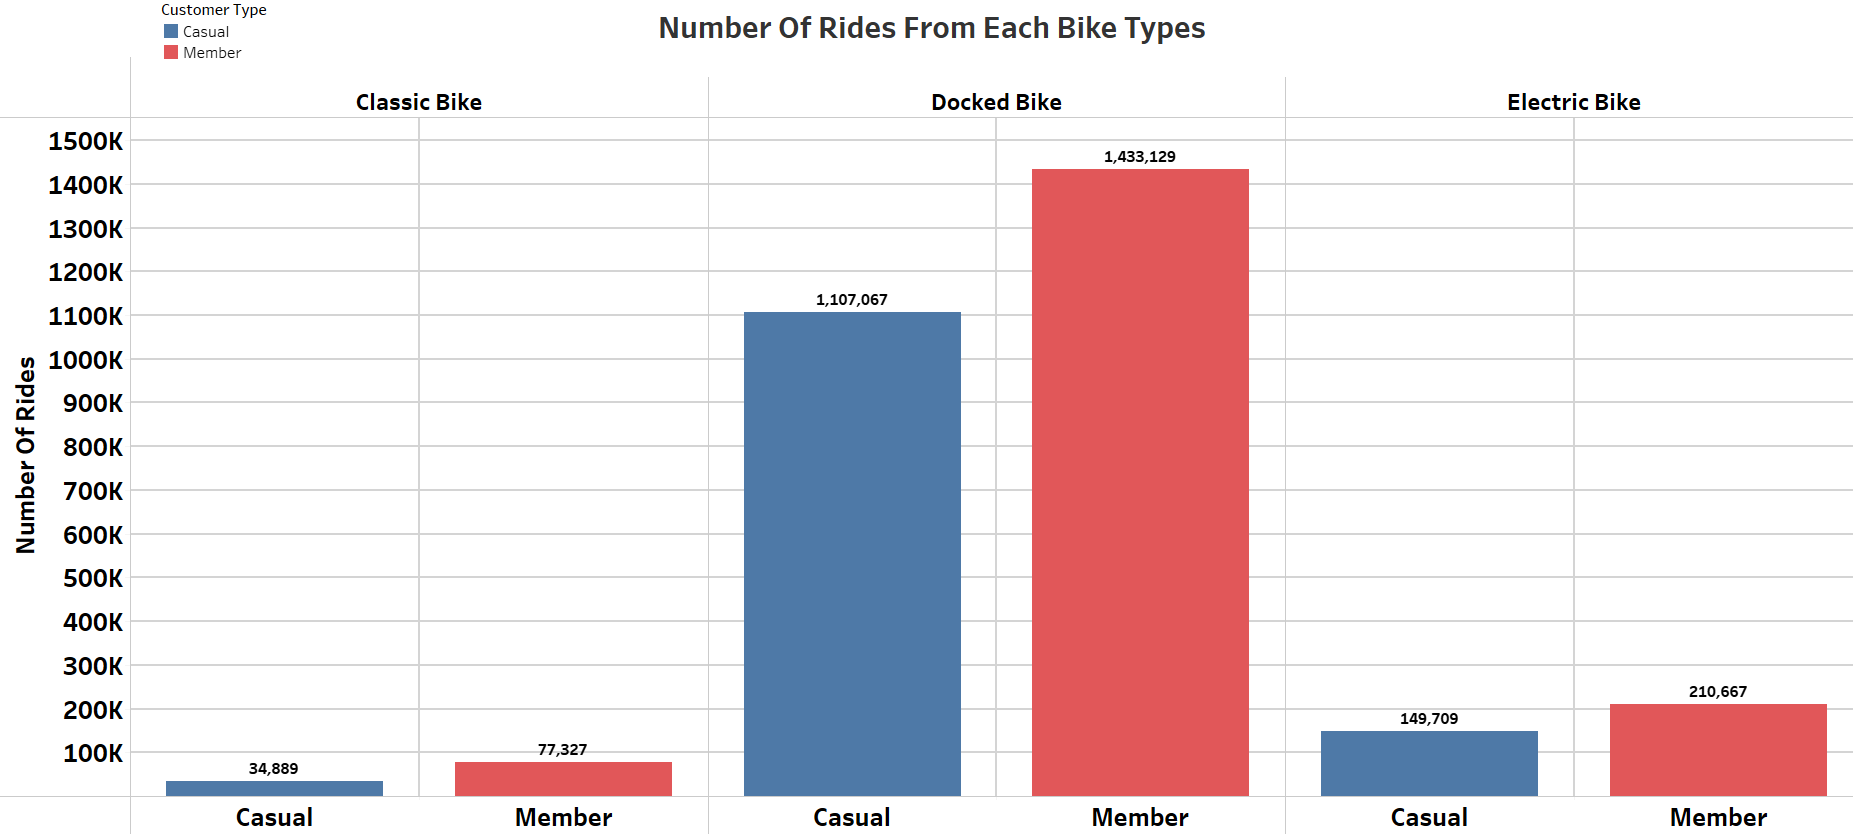 Customer Type
Casual
Member
Number Of Rides From Each Bike Types
Classic Bike
Docked Bike
Electric Bike
Number Of Rides
1500K
1400K
1300K
1200K
1100K
1000K
900K
800K
700K
600K
500K
400K
300K
200K
100K
34,889
77,327
1,107,067
1,433,129
149,709
210,667
Casual
Member
Casual
Member
Casual
Member